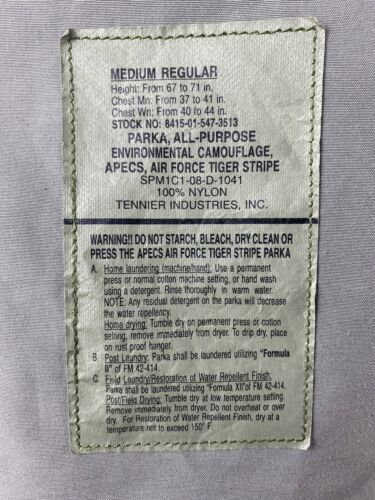 MEDIUM REGULAR
Height: From 67 to 71 in.
Chest Mn: From 37 to 41 in.
Chest Wn: From 40 to 44 in.
STOCK NO: 8415-01-547-3513
PARKA, ALL-PURPOSE
ENVIRONMENTAL CAMOUFLAGE,
APECS, AIR FORCE TIGER STRIPE
SPM1C1-08-D-1041
100% NYLON
TENNIER INDUSTRIES, INC.
WARNING!! DO NOT STARCH, BLEACH, DRY CLEAN OR
PRESS THE APECS AIR FORCE TIGER STRIPE PARKA
A. Home laundering (machine/hand): Use a permanent
press or normal cotton machine setting, or hand wash
using a detergent. Rinse thoroughly in warm water.
NOTE: Any residual detergent on the parka will decrease
the water repellency.
Home drying: Tumble dry on permanent press or cotton
setting, remove immediately from dryer. To drip dry, place
on rust proof hanger.
B. Post Laundry: Parka shall be laundered utilizing "Formula
II" of FM 42-414.
C. Field Laundry/Restoration of Water Repellent Finish:
Parka shall be laundered utilizing "Formula XII"of FM 42-414.
Post/Field Drying: Tumble dry at low temperature setting.
Remove immediately from dryer. Do not overheat or over
dry. For Restoration of Water Repellent Finish, dry at a
temperature not to exceed 150° F.